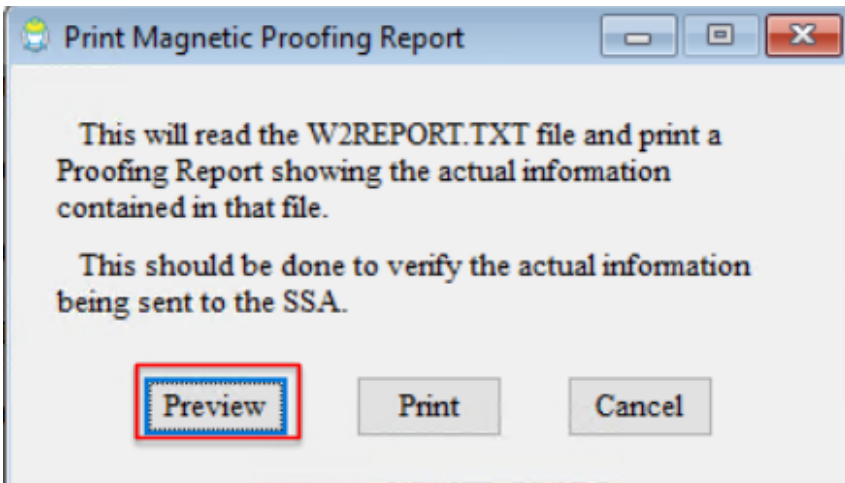 Print Magnetic Proofing Report
This will read the W2REPORT.TXT file and print a
Proofing Report showing the actual information
contained in that file.
This should be done to verify the actual information
being sent to the SSA.
Preview Print Cancel